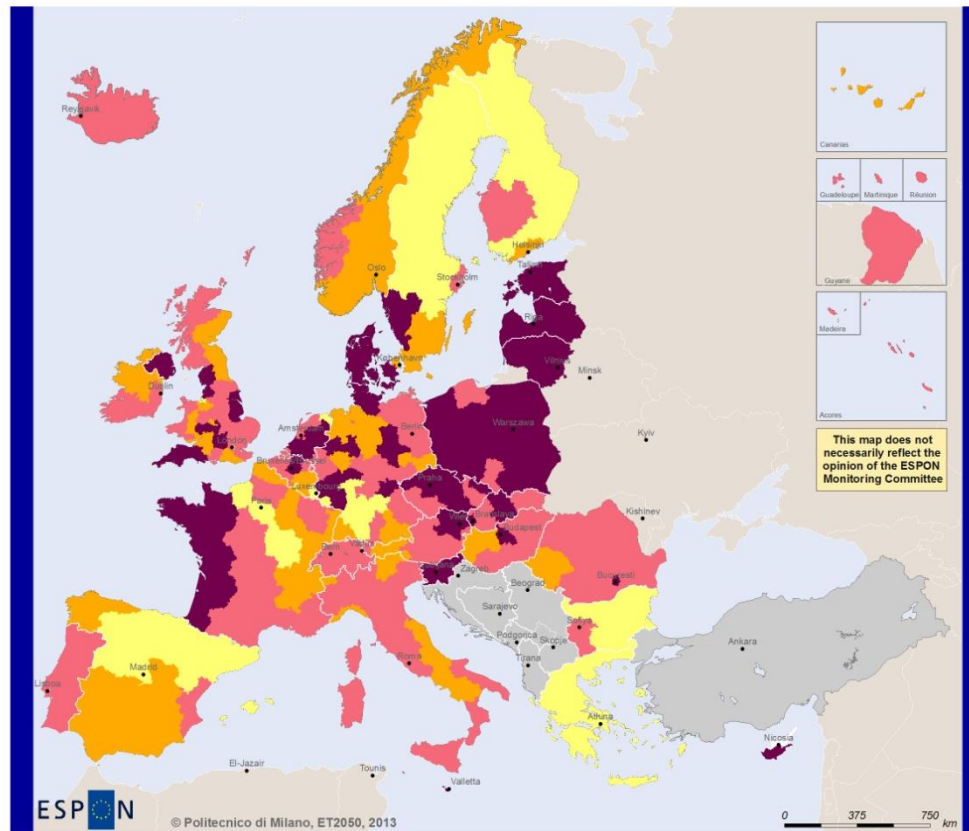 Reykjavik
Canarias
Guadeloupe
Martinique
Réunion
Guyane
Madeira
Acores
This map does not
necessarily reflect the
opinion of the ESPON
Monitoring Committee
Oslo
Helsinki
Tallinn
Stockholm
Riga
København
Vilnius
Minsk
Dublin
Warszawa
Berlin
Amsterdam
London
Kyiv
Praha
Luxembourg
Paris
Kishinev
Wien
Bratislava
Budapest
Bern
Vaduz
Zagreb
Bucuresti
Beograd
Sarajevo
Sofiya
Podgorica
Skopje
Ankara
Tirana
Roma
Madrid
Lisboa
Athina
Nicosia
El-Jazair
Tounis
Valletta
ESPON
© Politecnico di Milano, ET2050, 2013
0 375 750
km